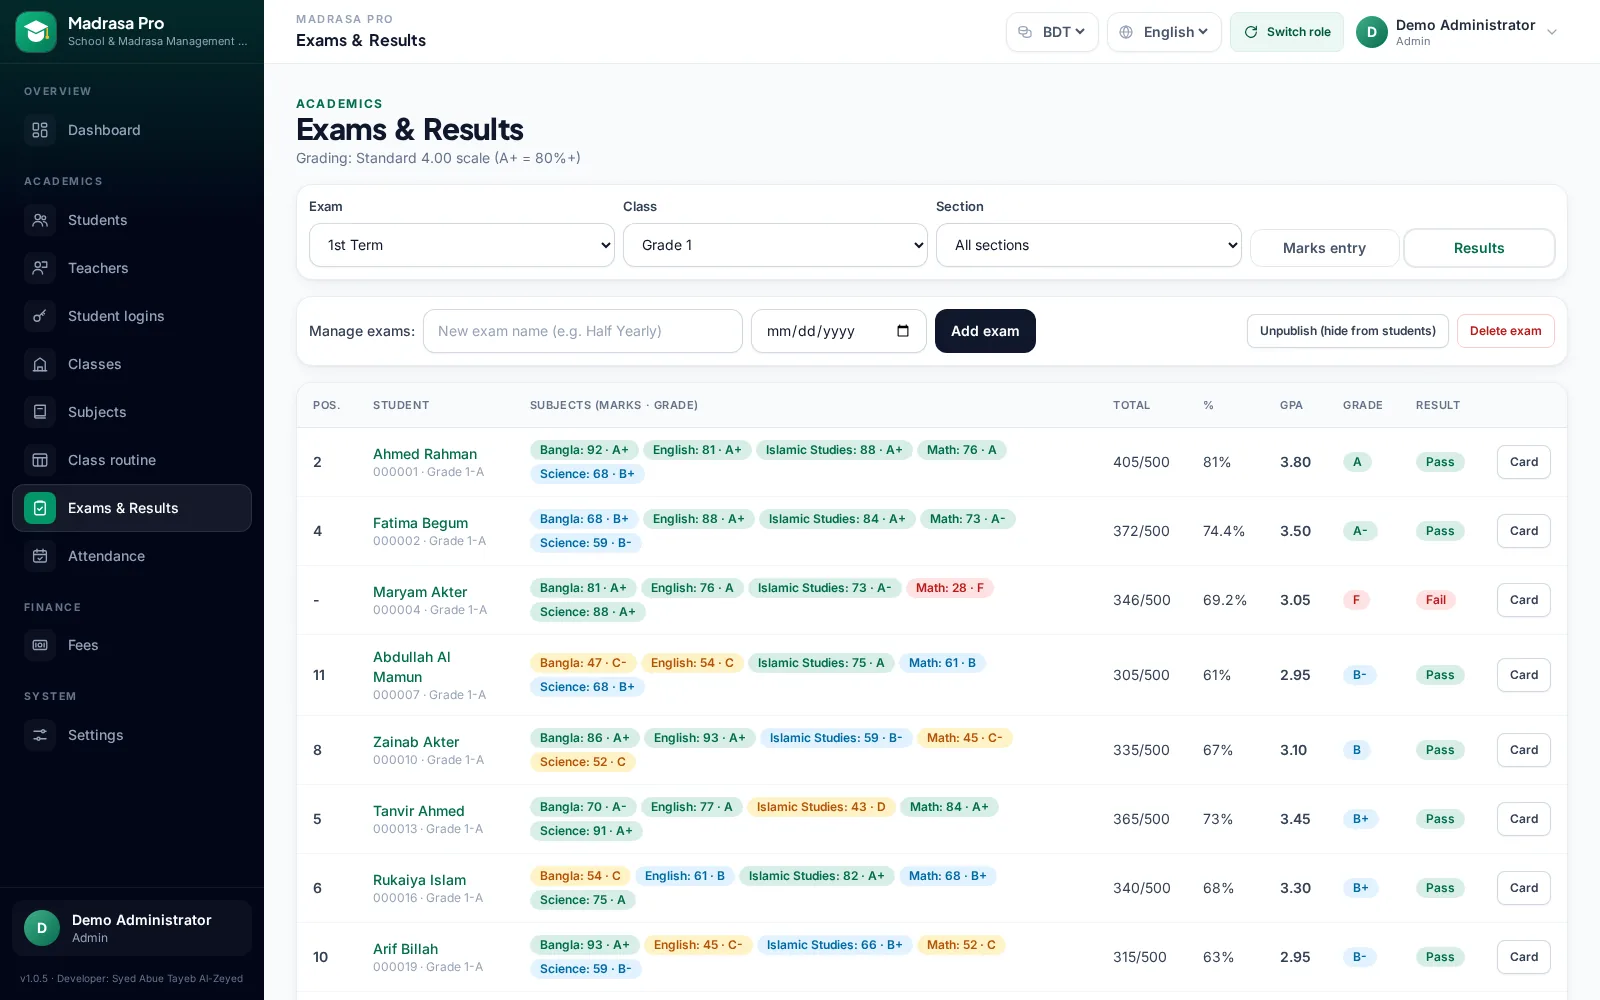 Madrasa Pro
School & Madrasa Management ...
OVERVIEW
Dashboard
ACADEMICS
Students
Teachers
Student logins
Classes
Subjects
Class routine
Exams & Results
Attendance
FINANCE
Fees
SYSTEM
Settings
D
Demo Administrator
Admin
v1.0.5 · Developer: Syed Abue Tayeb Al-Zeyed
MADRASA PRO
Exams & Results
BDT
English
Switch role
D
Demo Administrator
Admin
ACADEMICS
Exams & Results
Grading: Standard 4.00 scale (A+ = 80%+)
Exam Class Section
1st Term Grade 1 All sections Marks entry Results
Manage exams: New exam name (e.g. Half Yearly) mm/dd/yyyy Add exam Unpublish (hide from students) Delete exam
POS. STUDENT SUBJECTS (MARKS · GRADE) TOTAL % GPA GRADE RESULT
2 Ahmed Rahman Bangla: 92 · A+ English: 81 · A+ Islamic Studies: 88 · A+ Math: 76 · A 405/500 81% 3.80 A Pass Card
000001 · Grade 1-A Science: 68 · B+
4 Fatima Begum Bangla: 68 · B+ English: 88 · A+ Islamic Studies: 84 · A+ Math: 73 · A- 372/500 74.4% 3.50 A- Pass Card
000002 · Grade 1-A Science: 59 · B-
- Maryam Akter Bangla: 81 · A+ English: 76 · A Islamic Studies: 73 · A- Math: 28 · F 346/500 69.2% 3.05 F Fail Card
000004 · Grade 1-A Science: 88 · A+
11 Abdullah Al Bangla: 47 · C- English: 54 · C Islamic Studies: 75 · A Math: 61 · B 305/500 61% 2.95 B- Pass Card
Mamun Science: 68 · B+
000007 · Grade 1-A
8 Zainab Akter Bangla: 86 · A+ English: 93 · A+ Islamic Studies: 59 · B- Math: 45 · C- 335/500 67% 3.10 B Pass Card
000010 · Grade 1-A Science: 52 · C
5 Tanvir Ahmed Bangla: 70 · A- English: 77 · A Islamic Studies: 43 · D Math: 84 · A+ 365/500 73% 3.45 B+ Pass Card
000013 · Grade 1-A Science: 91 · A+
6 Rukaiya Islam Bangla: 54 · C English: 61 · B Islamic Studies: 82 · A+ Math: 68 · B+ 340/500 68% 3.30 B+ Pass Card
000016 · Grade 1-A Science: 75 · A
10 Arif Billah Bangla: 93 · A+ English: 45 · C- Islamic Studies: 66 · B+ Math: 52 · C 315/500 63% 2.95 B- Pass Card
000019 · Grade 1-A Science: 59 · B-